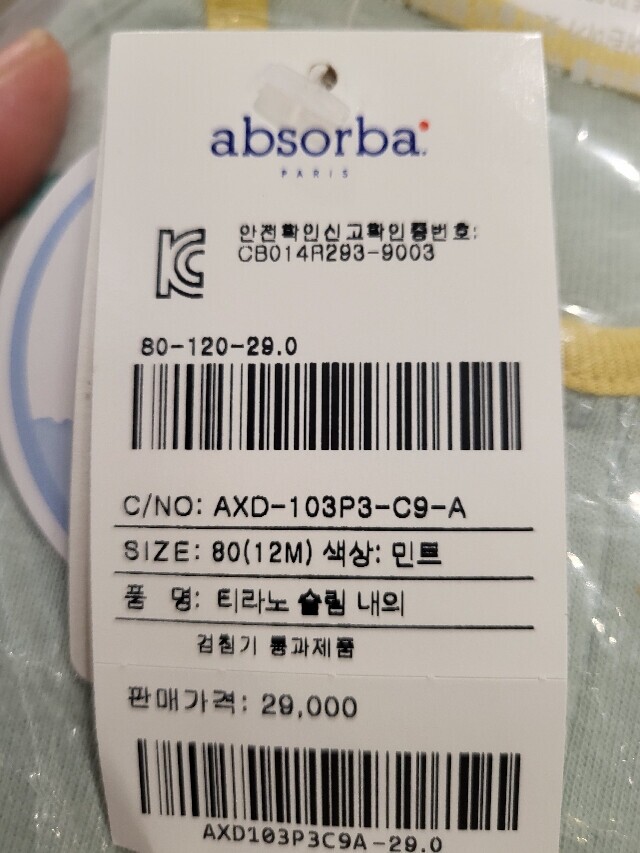 absorba
PARIS
안전확인신고확인증번호:
CB014R293-9003
80-120-29.0
C/NO: AXD-103P3-C9-A
SIZE: 80(12M) 색상: 민트
품 명: 티라노 슬림 내의
검침기 통과제품
판매가격: 29,000
AXD103P3C9A-29.0